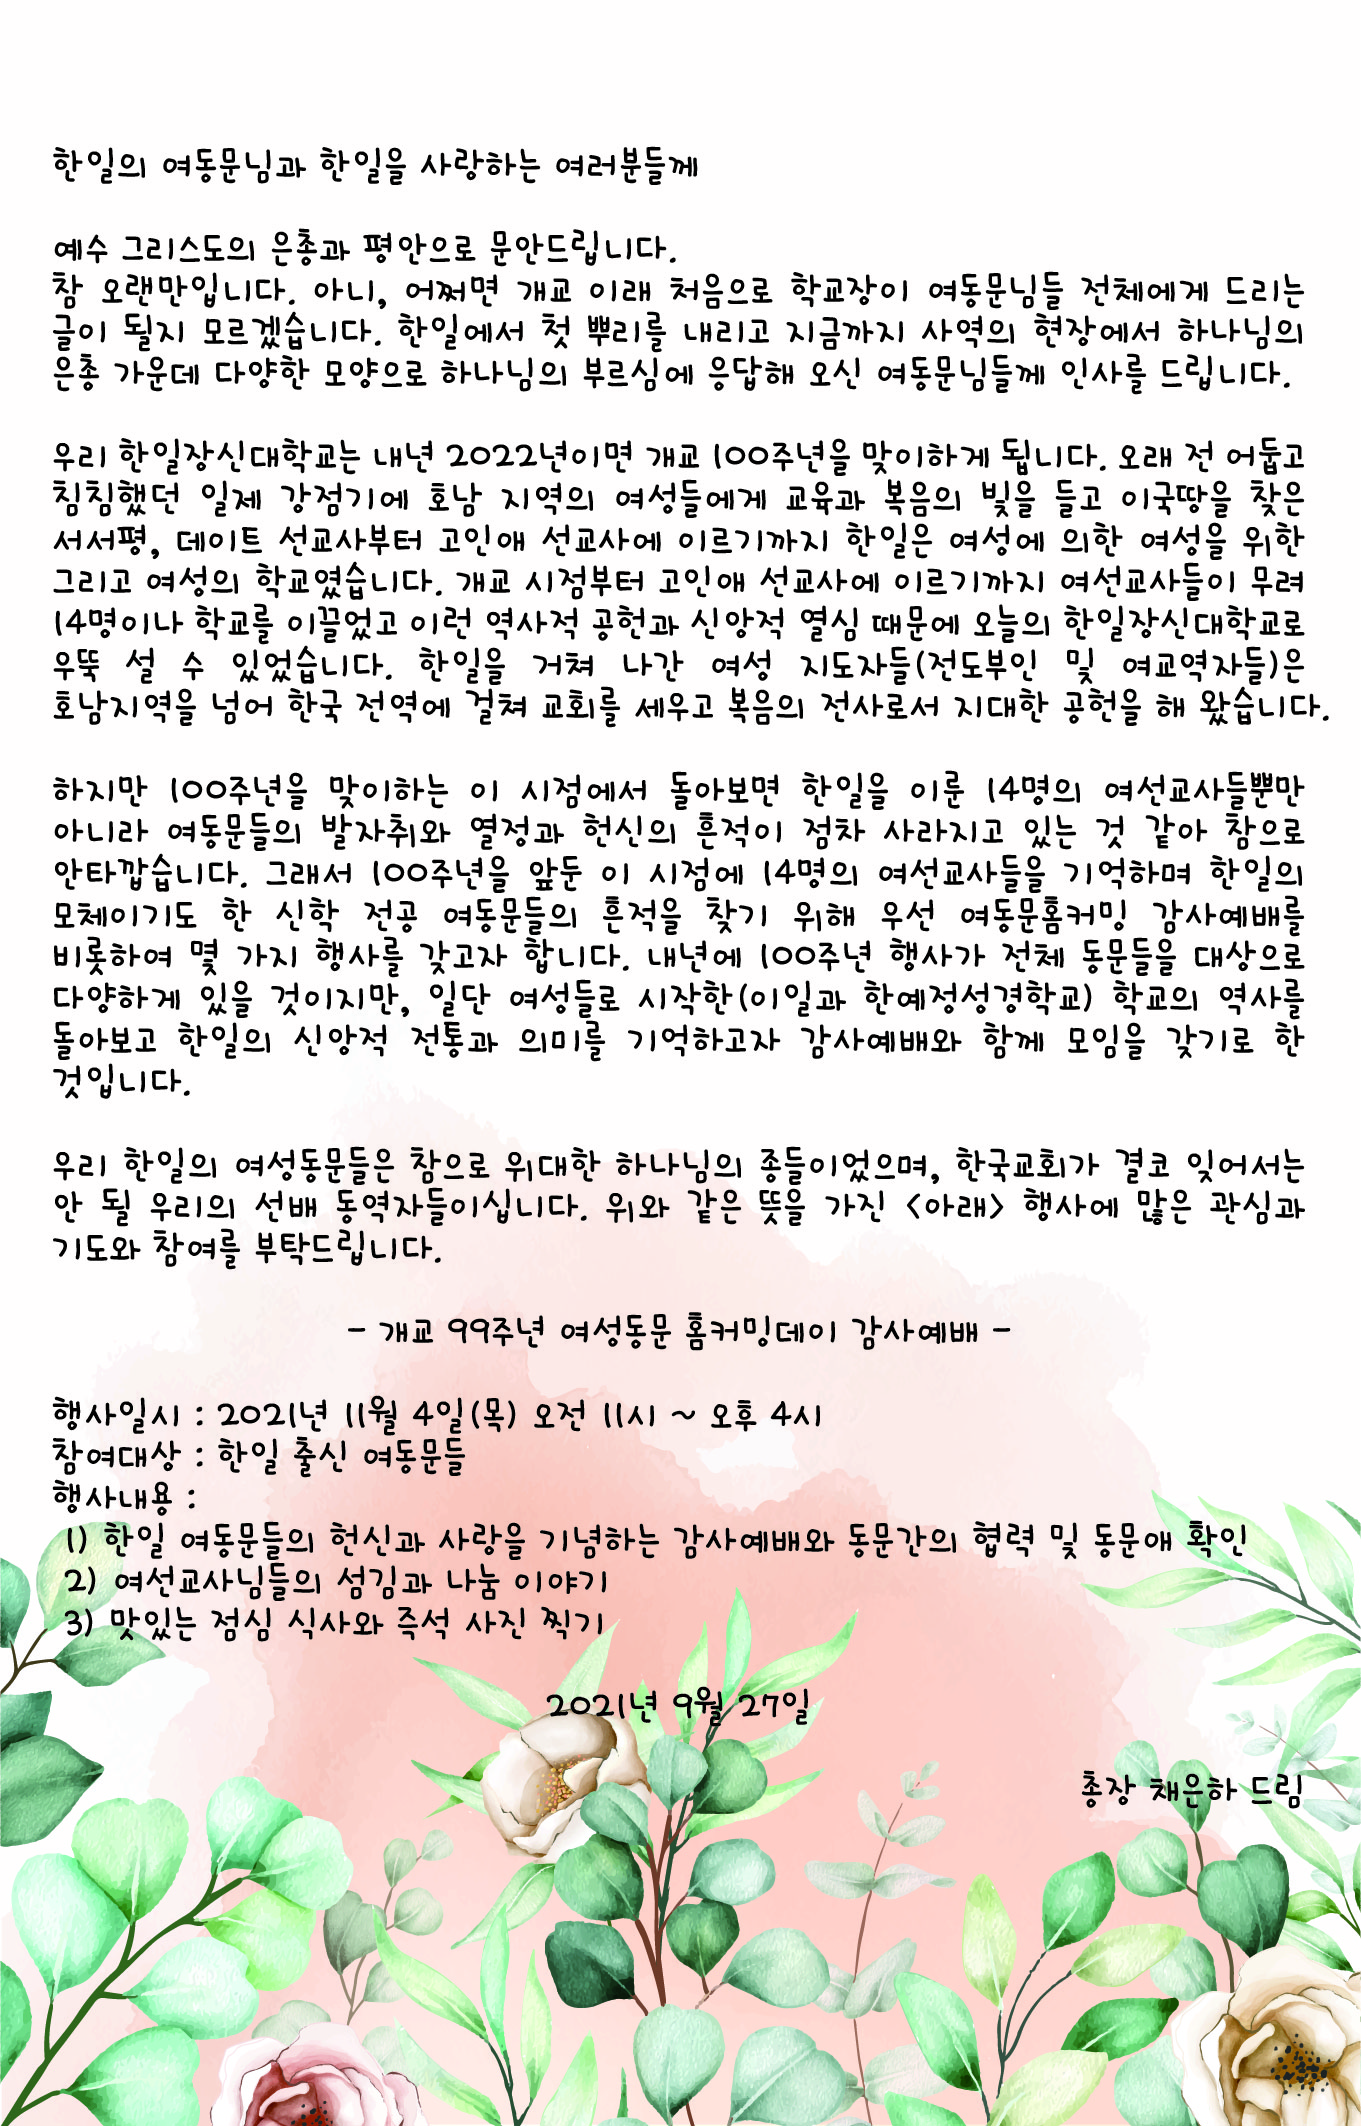 한일의 여동문님과 한일을 사랑하는 여러분들께
예수 그리스도의 은총과 평안으로 문안드립니다.
참 오랜만입니다. 아니, 어쩌면 개교 이래 처음으로 학교장이 여동문님들 전체에게 드리는
글이 될지 모르겠습니다. 한일에서 첫 뿌리를 내리고 지금까지 사역의 현장에서 하나님의
은총 가운데 다양한 모양으로 하나님의 부르심에 응답해 오신 여동문님들께 인사를 드립니다.
우리 한일장신대학교는 내년 2022년이면 개교 100주년을 맞이하게 됩니다. 오래 전 어둡고
침침했던 일제 강점기에 호남 지역의 여성들에게 교육과 복음의 빛을 들고 이국땅을 찾은
서서평, 데이트 선교사부터 고인애 선교사에 이르기까지 한일은 여성에 의한 여성을 위한
그리고 여성의 학교였습니다. 개교 시점부터 고인애 선교사에 이르기까지 여선교사들이 무려
14명이나 학교를 이끌었고 이런 역사적 공헌과 신앙적 열심 때문에 오늘의 한일장신대학교로
우뚝 설 수 있었습니다. 한일을 거쳐 나간 여성 지도자들(전도부인 및 여교역자들)은
호남지역을 넘어 한국 전역에 걸쳐 교회를 세우고 복음의 전사로서 지대한 공헌을 해 왔습니다.
하지만 100주년을 맞이하는 이 시점에서 돌아보면 한일을 이룬 14명의 여선교사들뿐만
아니라 여동문들의 발자취와 열정과 헌신의 흔적이 점차 사라지고 있는 것 같아 참으로
안타깝습니다. 그래서 100주년을 앞둔 이 시점에 14명의 여선교사들을 기억하며 한일의
모체이기도 한 신학 전공 여동문들의 흔적을 찾기 위해 우선 여동문홈커밍 감사예배를
비롯하여 몇 가지 행사를 갖고자 합니다. 내년에 100주년 행사가 전체 동문들을 대상으로
다양하게 있을 것이지만, 일단 여성들로 시작한(이일과 한예정성경학교) 학교의 역사를
돌아보고 한일의 신앙적 전통과 의미를 기억하고자 감사예배와 함께 모임을 갖기로 한
것입니다.
우리 한일의 여성동문들은 참으로 위대한 하나님의 종들이었으며, 한국교회가 결코 잊어서는
안 될 우리의 선배 동역자들이십니다. 위와 같은 뜻을 가진 <아래> 행사에 많은 관심과
기도와 참여를 부탁드립니다.
- 개교 99주년 여성동문 홈커밍데이 감사예배 -
행사일시 : 2021년 11월 4일(목) 오전 11시 ~ 오후 4시
참여대상 : 한일 출신 여동문들
행사내용 :
1) 한일 여동문들의 헌신과 사랑을 기념하는 감사예배와 동문간의 협력 및 동문애 확인
2) 여선교사님들의 섬김과 나눔 이야기
3) 맛있는 점심 식사와 즉석 사진 찍기
2021년 9월 27일
총장 채은하 드림